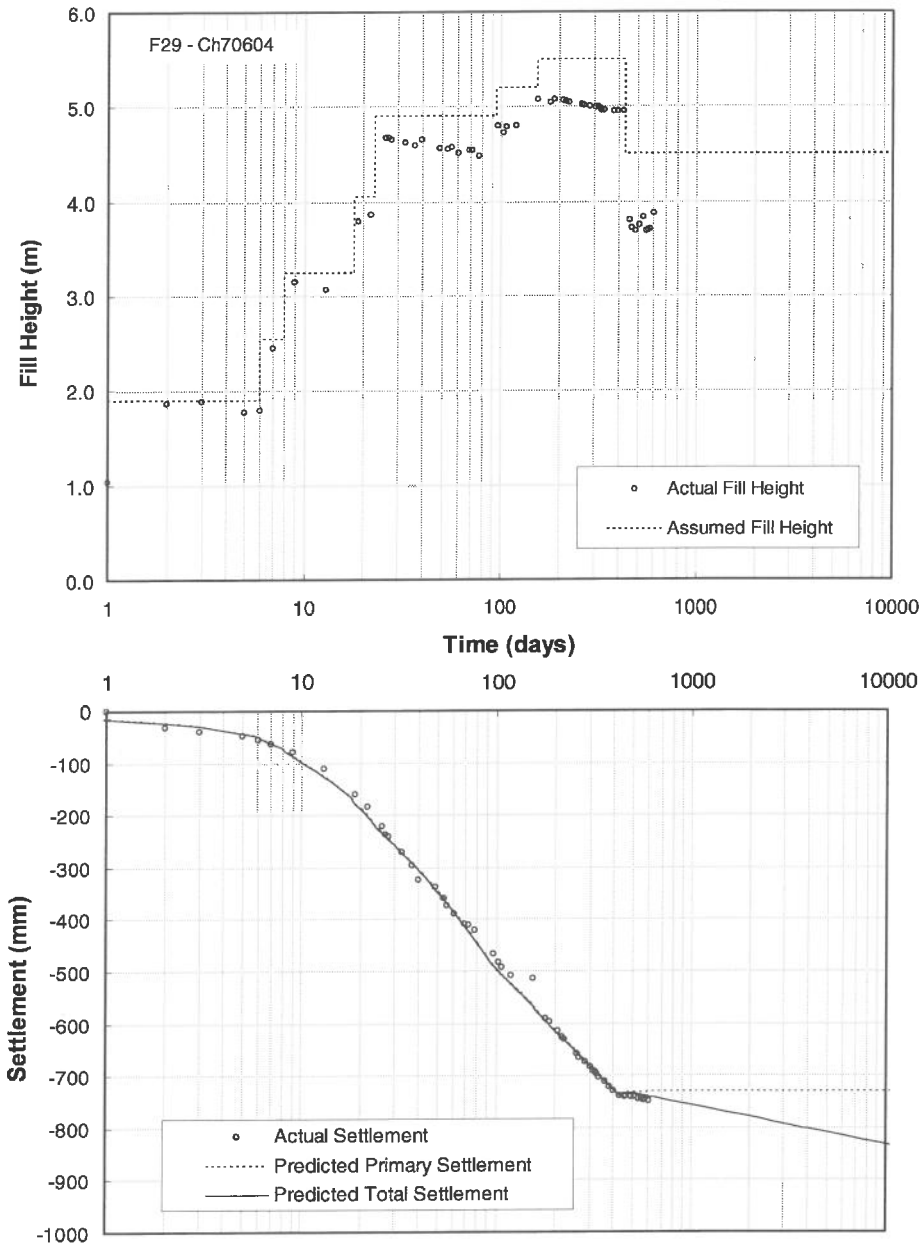 6.0
F29 - Ch70604
5.0
4.0
3.0
2.0
1.0
0.0
Fill Height (m)
Actual Fill Height
Assumed Fill Height
1 10 100 1000 10000
Time (days)
1 10 100 1000 10000
0
-100
-200
-300
-400
-500
-600
-700
-800
-900
-1000
Settlement (mm)
Actual Settlement
Predicted Primary Settlement
Predicted Total Settlement